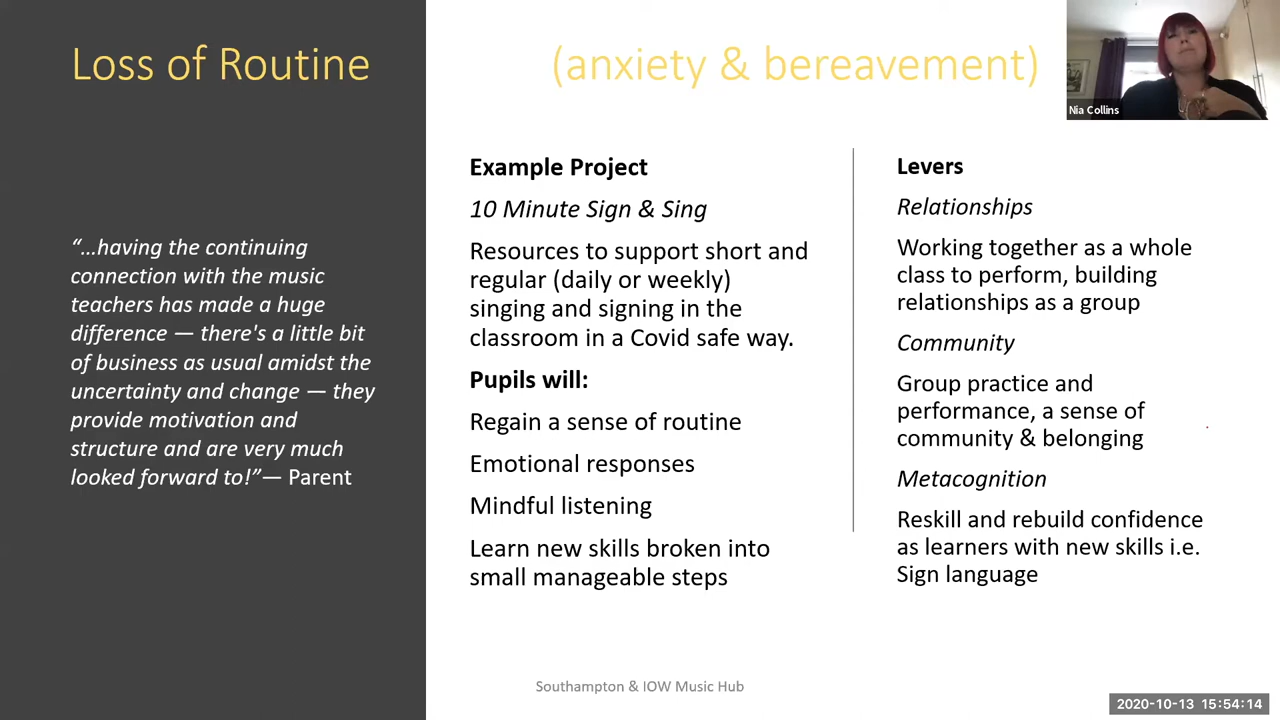 Loss of Routine
(anxiety & bereavement)
Nia Collins
“…having the continuing
connection with the music
teachers has made a huge
difference — there's a little bit
of business as usual amidst the
uncertainty and change — they
provide motivation and
structure and are very much
looked forward to!”— Parent
Example Project
10 Minute Sign & Sing
Resources to support short and
regular (daily or weekly)
singing and signing in the
classroom in a Covid safe way.
Pupils will:
Regain a sense of routine
Emotional responses
Mindful listening
Learn new skills broken into
small manageable steps
Levers
Relationships
Working together as a whole
class to perform, building
relationships as a group
Community
Group practice and
performance, a sense of
community & belonging
Metacognition
Reskill and rebuild confidence
as learners with new skills i.e.
Sign language
Southampton & IOW Music Hub
2020-10-13 15:54:14